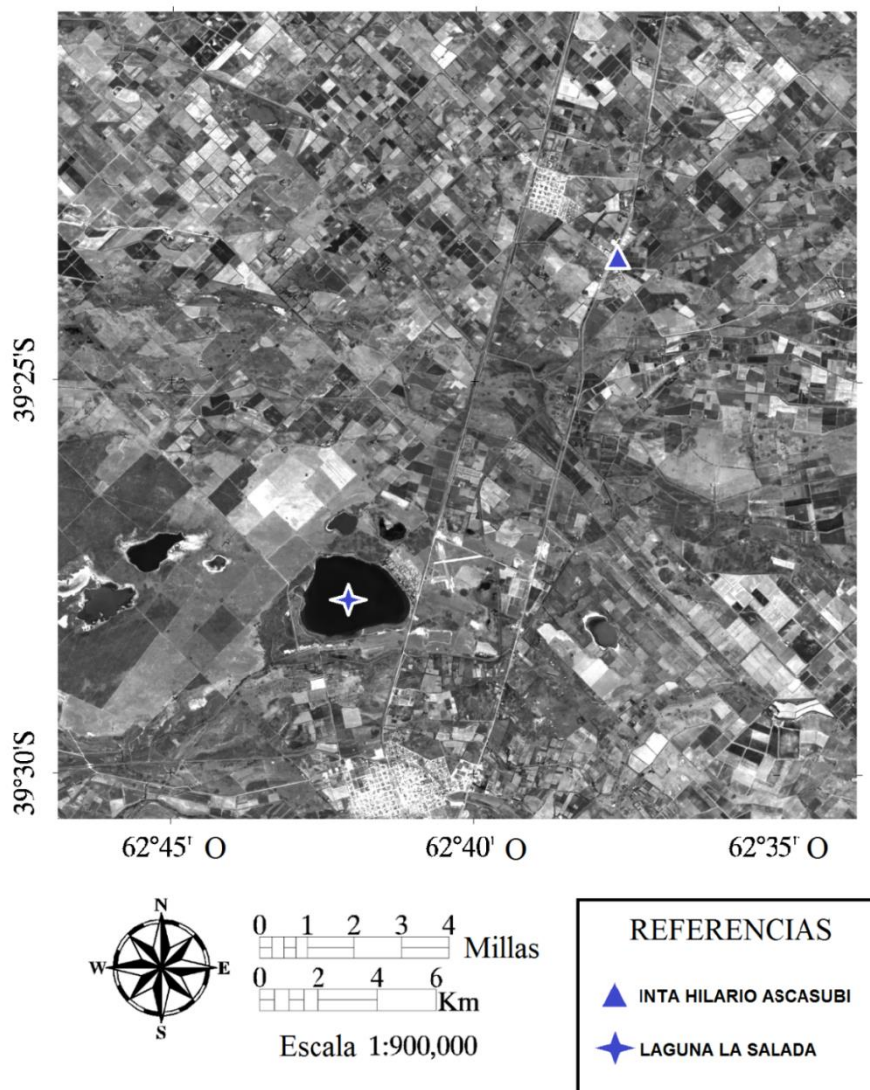 39°25'S
39°30'S
62°45' O
62°40' O
62°35' O
N
W
E
S
0 1 2 3 4
Millas
0 2 4 6
Km
Escala 1:900,000
REFERENCIAS
INTA HILARIO ASCASUBI
LAGUNA LA SALADA